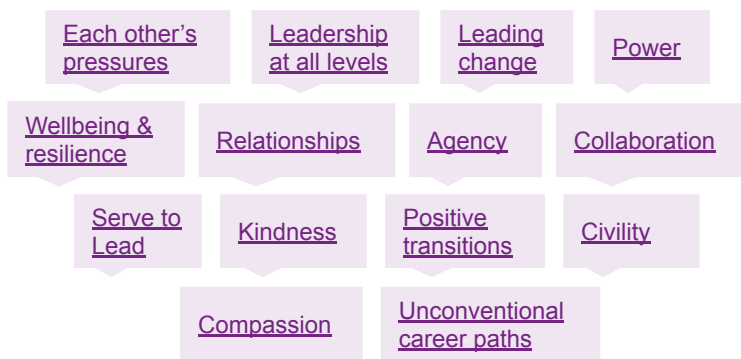 Each other’s
pressures
Leadership
at all levels
Leading
change
Power
Wellbeing &
resilience
Relationships
Agency
Collaboration
Serve to
Lead
Kindness
Positive
transitions
Civility
Compassion
Unconventional
career paths